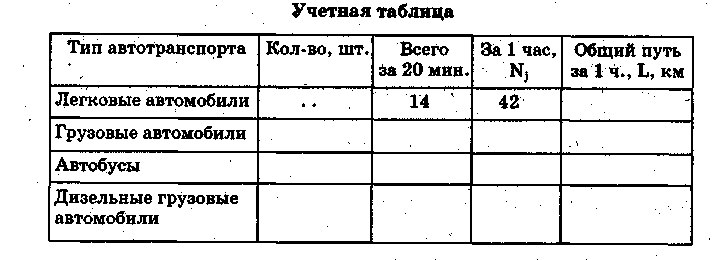 Учетная таблица
Тип автотранспорта Кол-во, шт. Всего за 20 мин. За 1 час, Nj Общий путь за 1 ч., L, км
Легковые автомобили . . 14 42
Грузовые автомобили
Автобусы
Дизельные грузовые автомобили